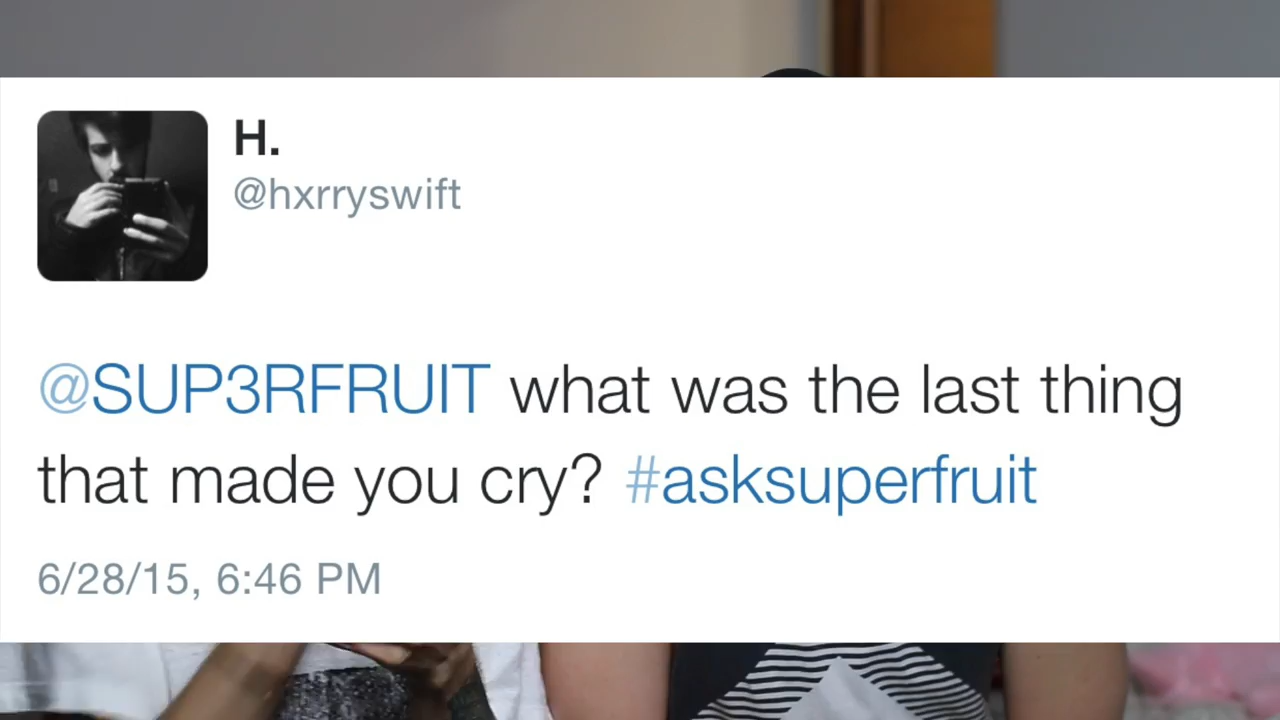 H.
@hxrryswift
@SUP3RFRUIT what was the last thing
that made you cry? #asksuperfruit
6/28/15, 6:46 PM